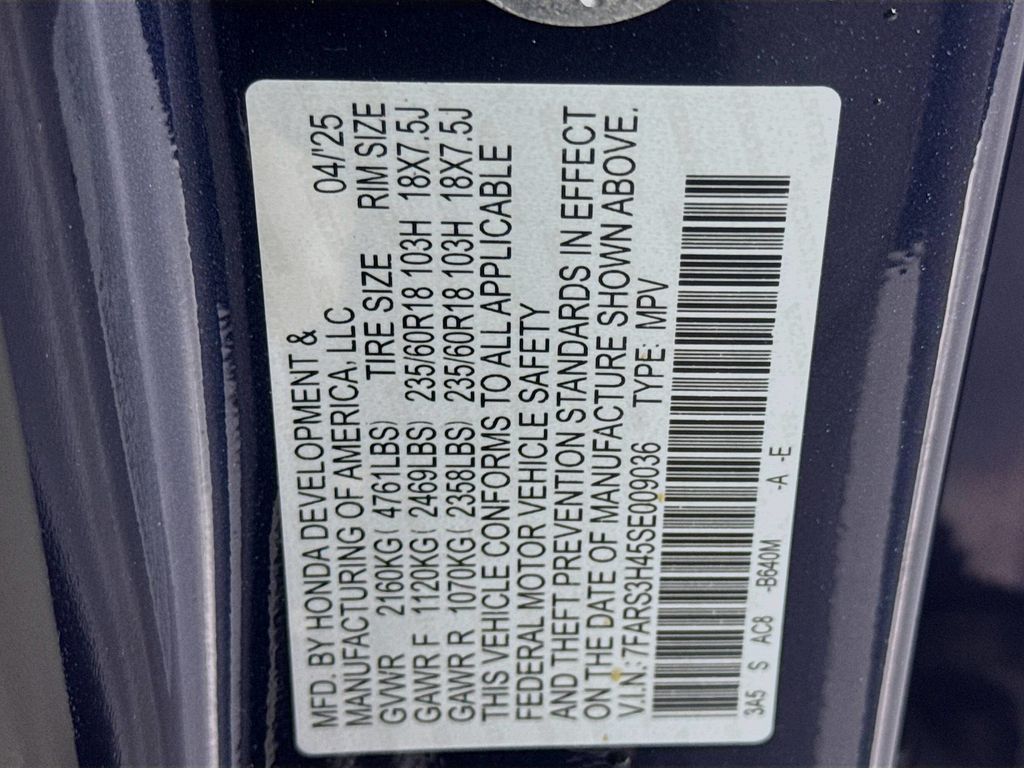 MFD. BY HONDA DEVELOPMENT &
MANUFACTURING OF AMERICA, LLC 04/'25
GVWR 2160KG( 4761LBS) TIRE SIZE RIM SIZE
GAWR F 1120KG( 2469LBS) 235/60R18 103H 18X7.5J
GAWR R 1070KG( 2358LBS) 235/60R18 103H 18X7.5J
THIS VEHICLE CONFORMS TO ALL APPLICABLE
FEDERAL MOTOR VEHICLE SAFETY
AND THEFT PREVENTION STANDARDS IN EFFECT
ON THE DATE OF MANUFACTURE SHOWN ABOVE.
V.I.N.: 7FARS3H45SE009036 TYPE: MPV
3A5 S AC8 -B640M -A -E